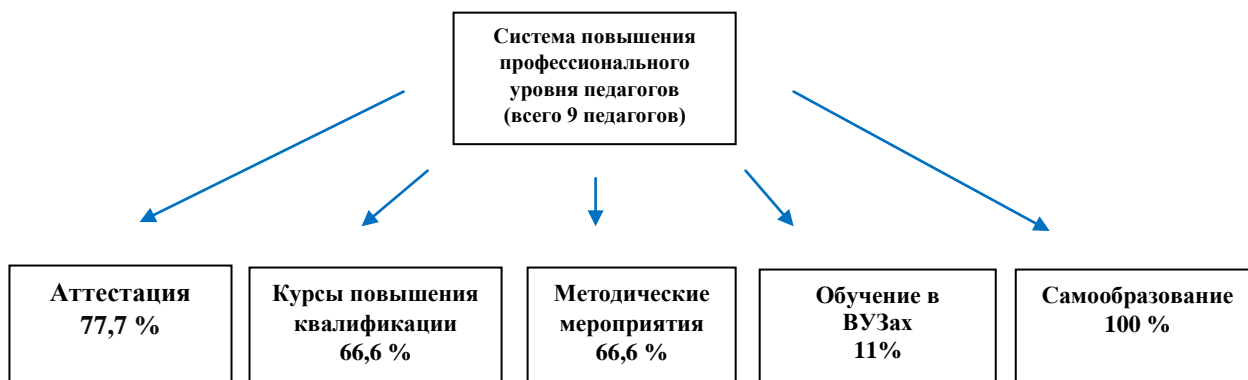 Система повышения
профессионального
уровня педагогов
(всего 9 педагогов)
Аттестация
77,7 %
Курсы повышения
квалификации
66,6 %
Методические
мероприятия
66,6 %
Обучение в
ВУЗах
11%
Самообразование
100 %